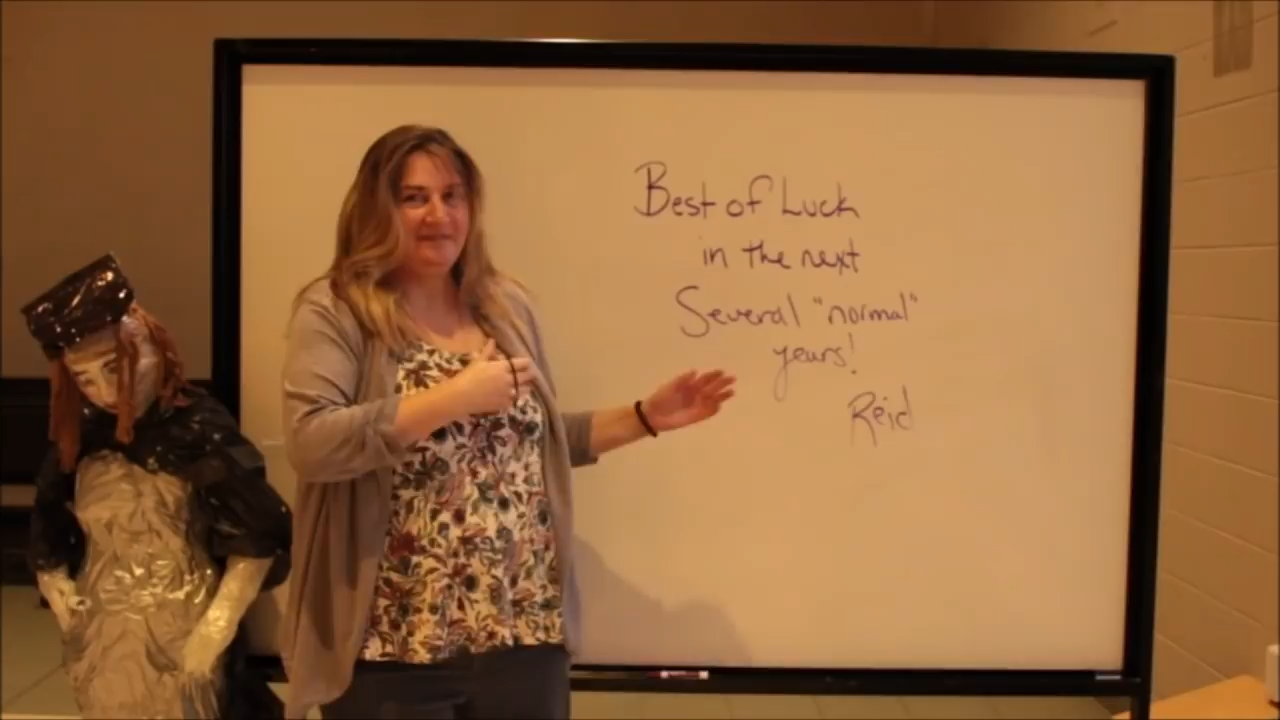 Best of Luck
in the next
Several "normal"
years!
Reid